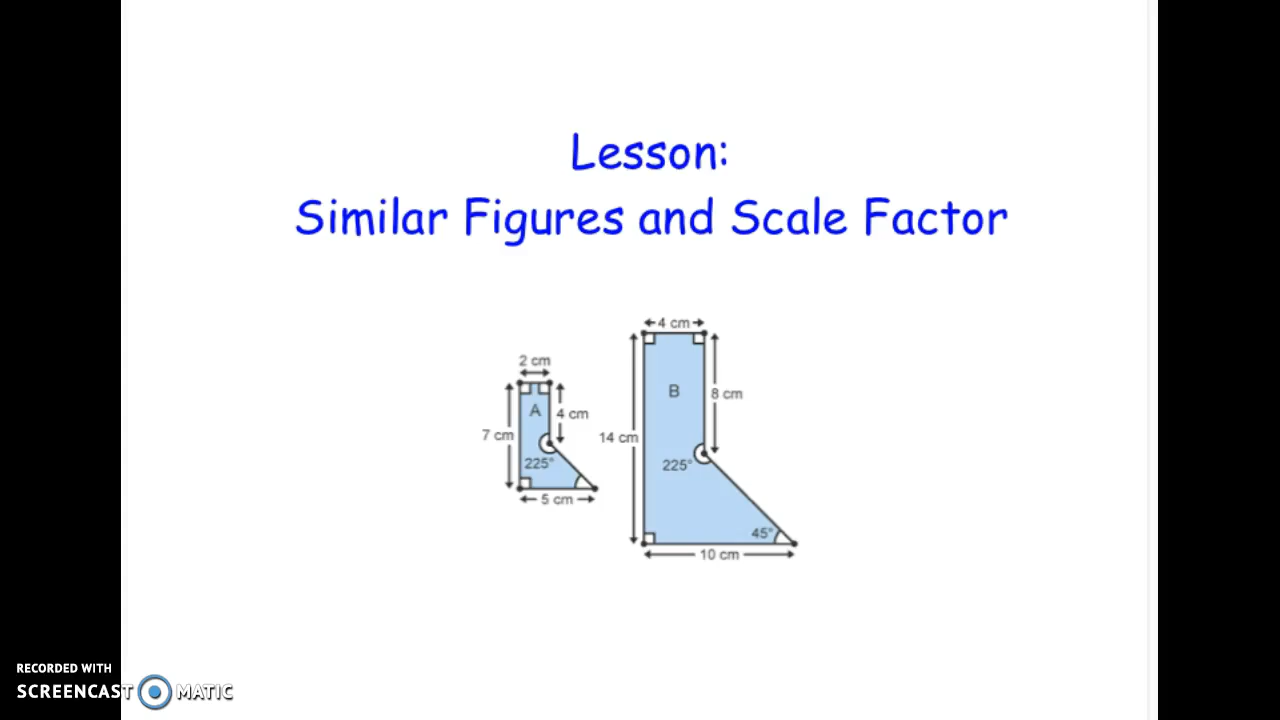 Lesson:
Similar Figures and Scale Factor
4 cm
2 cm
A
B
4 cm
8 cm
7 cm
14 cm
225°
225°
5 cm
45°
10 cm
RECORDED WITH
SCREENCAST MATIC